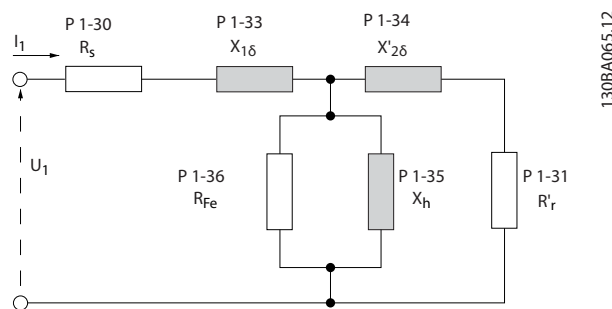 P 1-30
P 1-33
P 1-34
I1
Rs
X1δ
X'2δ
U1
P 1-36
RFe
P 1-35
Xh
P 1-31
R'r
130BA065.12